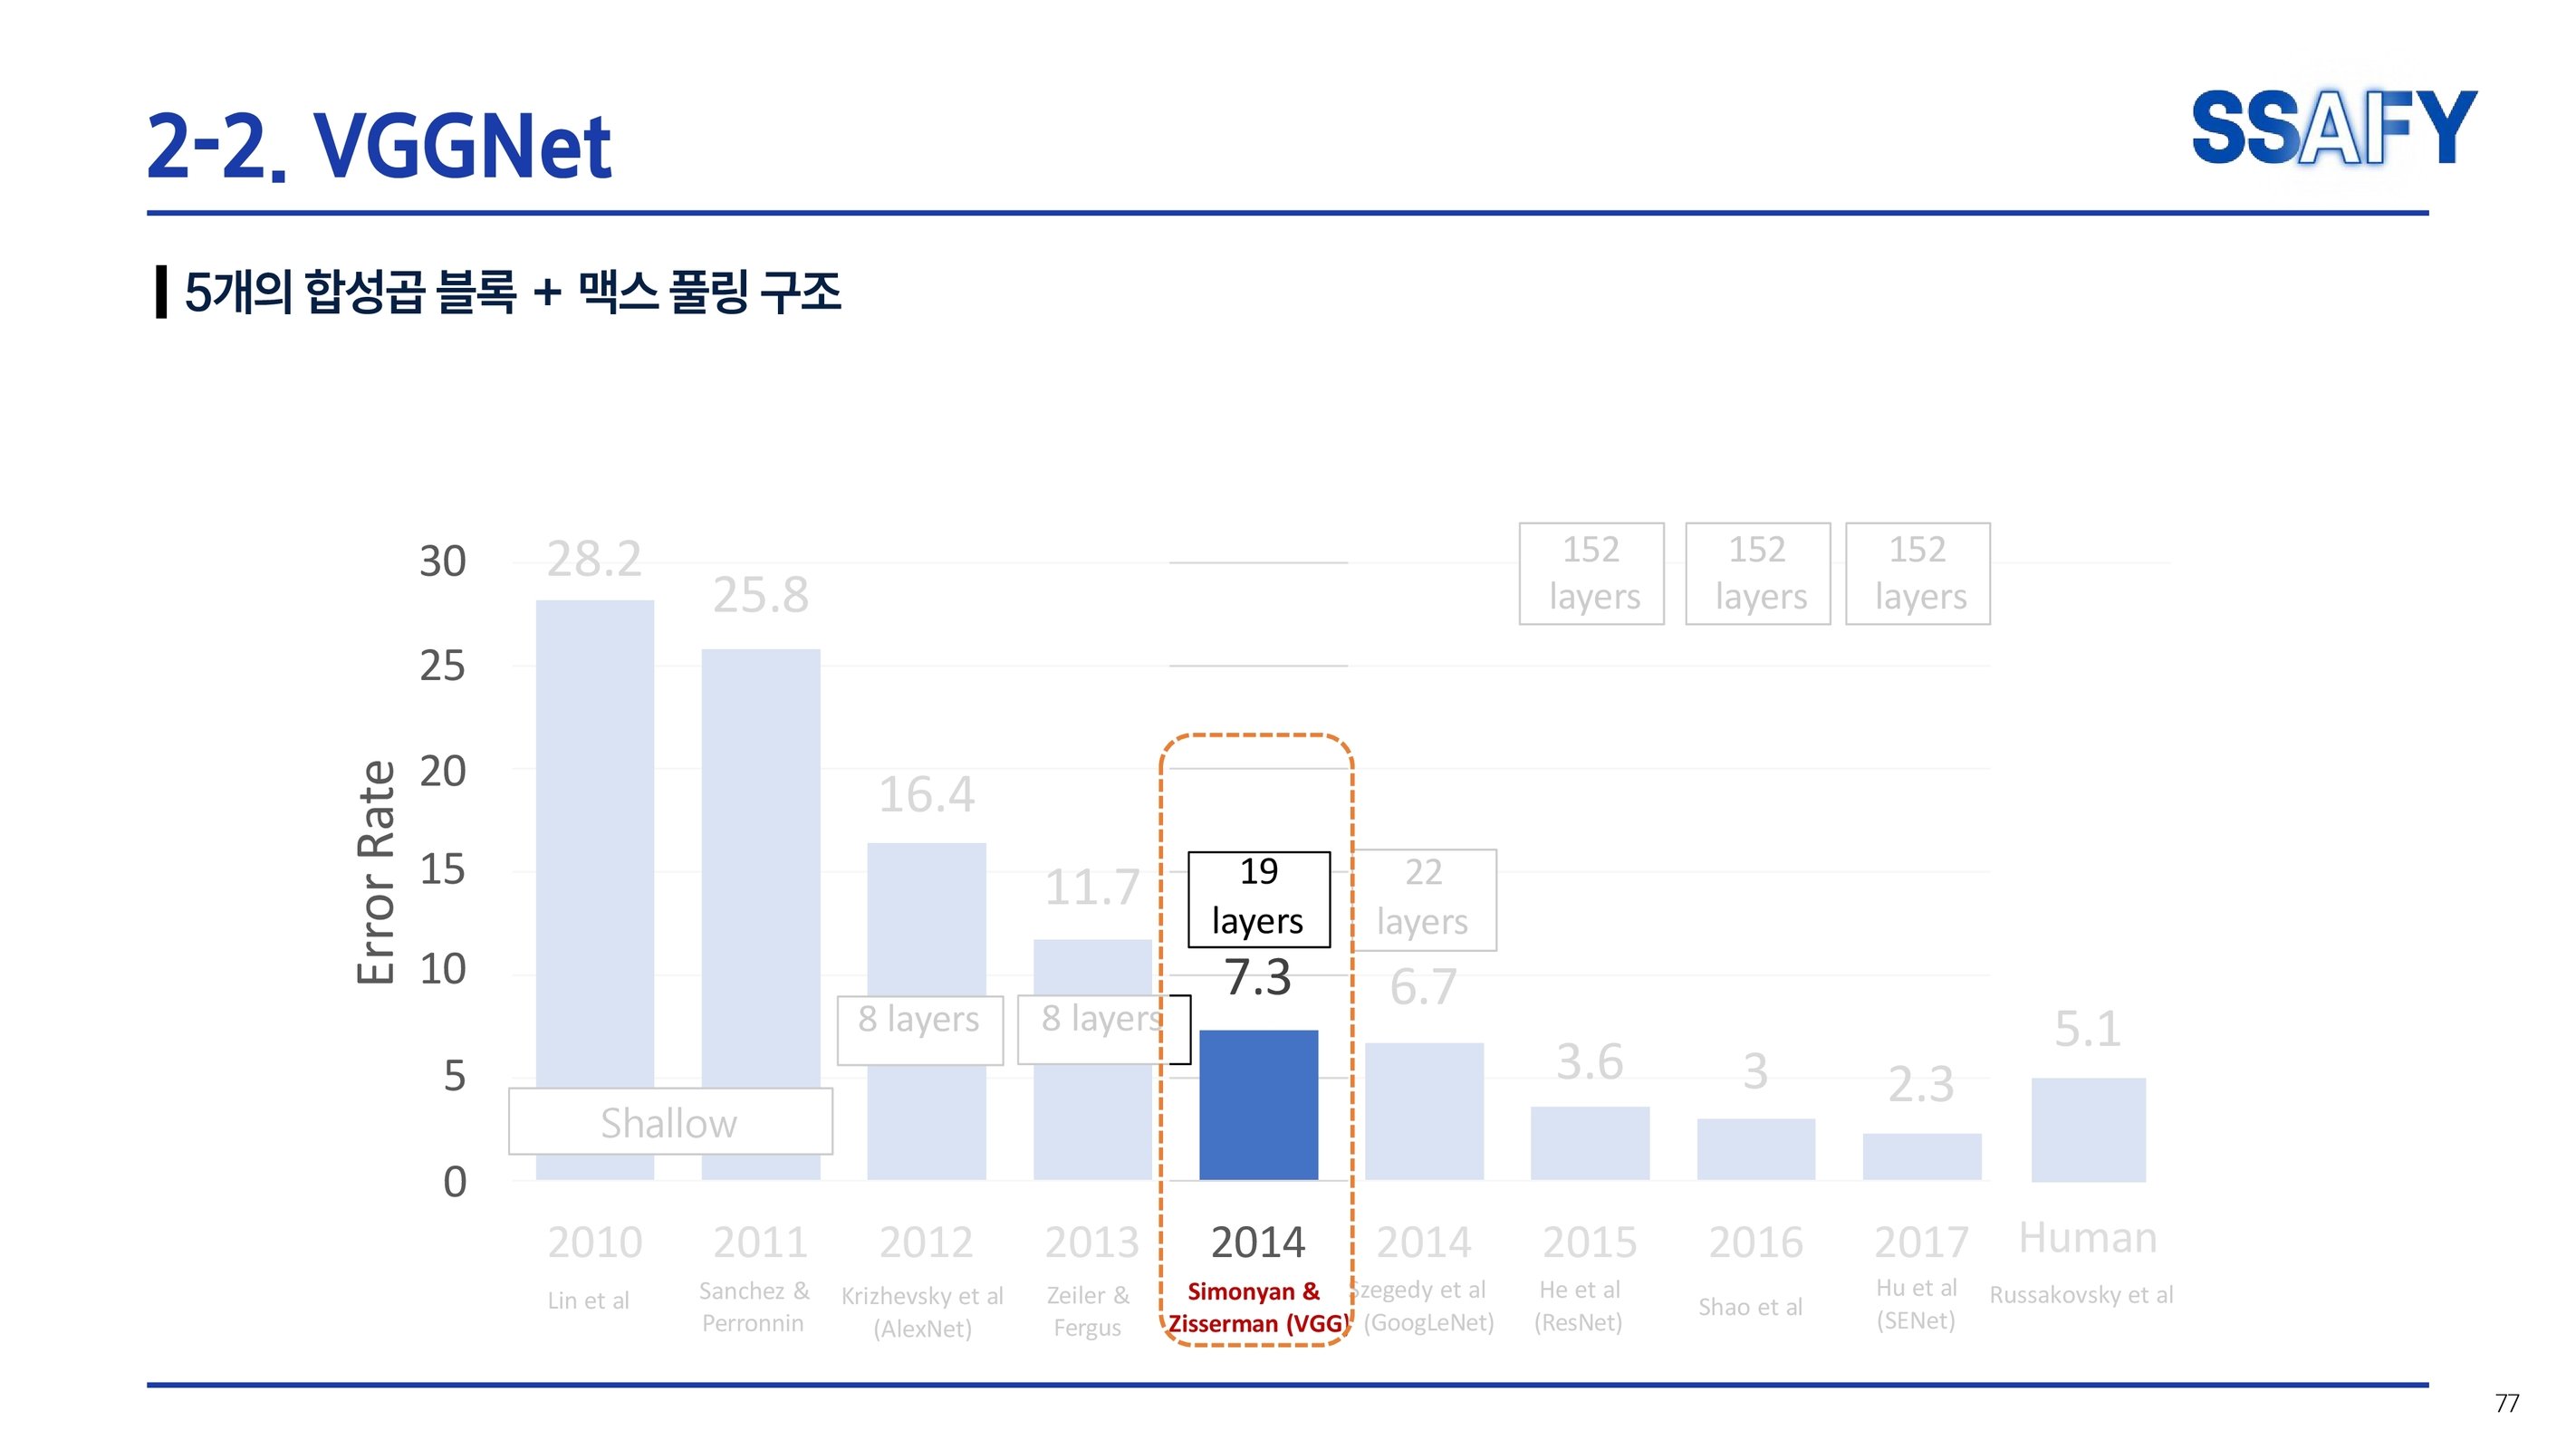 2-2. VGGNet
SSAFY
5개의 합성곱 블록 + 맥스 풀링 구조
Error Rate
30
25
20
15
10
5
0
28.2
25.8
16.4
11.7
7.3
6.7
3.6
3
2.3
5.1
Shallow
8 layers
8 layers
19
layers
22
layers
152
layers
152
layers
152
layers
2010
2011
2012
2013
2014
2014
2015
2016
2017
Human
Lin et al
Sanchez &
Perronnin
Krizhevsky et al
(AlexNet)
Zeiler &
Fergus
Simonyan &
Zisserman (VGG)
Szegedy et al
(GoogLeNet)
He et al
(ResNet)
Shao et al
Hu et al
(SENet)
Russakovsky et al
77